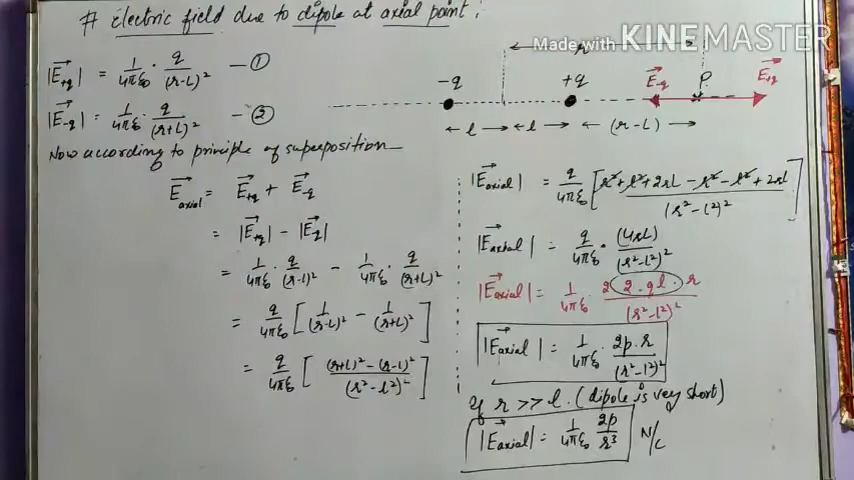 # Electric field due to dipole at axial point :
Made with KINEMASTER
|E⃗+q| = 1/4πε₀ · q/(r-l)² — ①
|E⃗-q| = 1/4πε₀ · q/(r+l)² — ②
Now according to principle of superposition
E⃗axial = E⃗+q + E⃗-q
= |E⃗+q| - |E⃗q|
= 1/4πε₀ · q/(r-l)² - 1/4πε₀ · q/(r+l)²
= q/4πε₀ [1/(r-l)² - 1/(r+l)²]
= q/4πε₀ [(r+l)² - (r-l)²/(r²-l²)²]
r
-q +q E⃗-q P. E⃗+q
l l (r-l)
|E⃗axial| = q/4πε₀ [r²+l²+2rl-r²-l²+2rl/(r²-l²)²]
|E⃗axial| = q/4πε₀ · (4rl)/(r²-l²)²
|E⃗axial| = 1/4πε₀ · 2 2·ql·r/(r²-l²)²
|E⃗axial| = 1/4πε₀ · 2p·r/(r²-l²)²
if r >> l. (dipole is very short)
|E⃗axial| = 1/4πε₀ 2p/r³ N/C